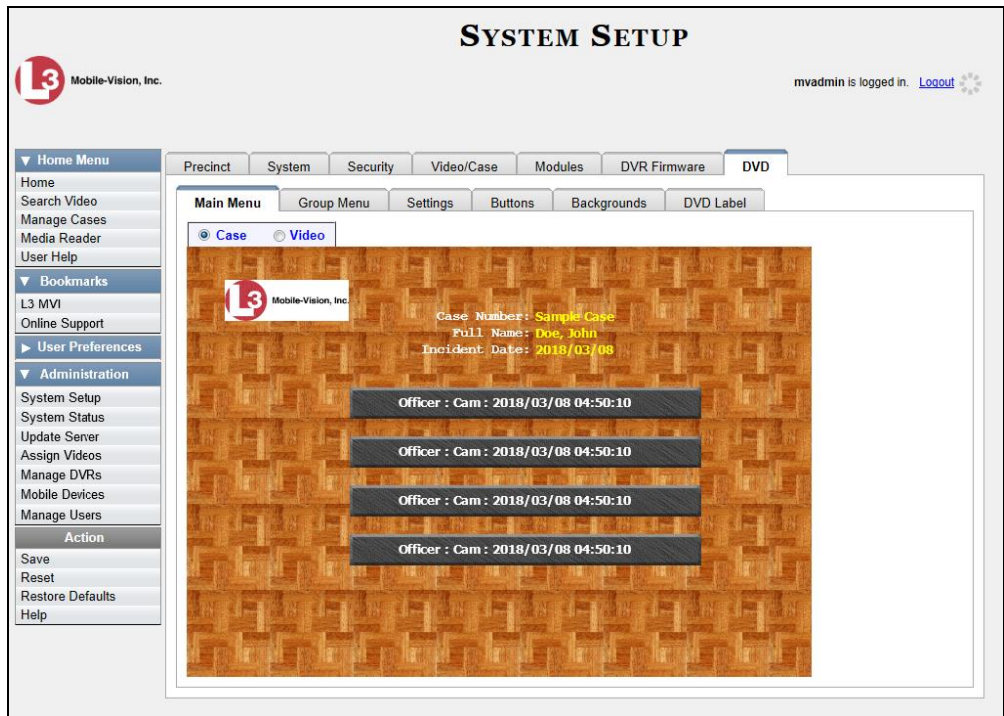 SYSTEM SETUP
L3 Mobile-Vision, Inc.
mvadmin is logged in. Logout
▼ Home Menu
Home
Search Video
Manage Cases
Media Reader
User Help
▼ Bookmarks
L3 MVI
Online Support
► User Preferences
▼ Administration
System Setup
System Status
Update Server
Assign Videos
Manage DVRs
Mobile Devices
Manage Users
Action
Save
Reset
Restore Defaults
Help
Precinct System Security Video/Case Modules DVR Firmware DVD
Main Menu Group Menu Settings Buttons Backgrounds DVD Label
Case Video
L3 Mobile-Vision, Inc.
Case Number: Sample Case
Full Name: Doe, John
Incident Date: 2018/03/08
Officer : Cam : 2018/03/08 04:50:10
Officer : Cam : 2018/03/08 04:50:10
Officer : Cam : 2018/03/08 04:50:10
Officer : Cam : 2018/03/08 04:50:10